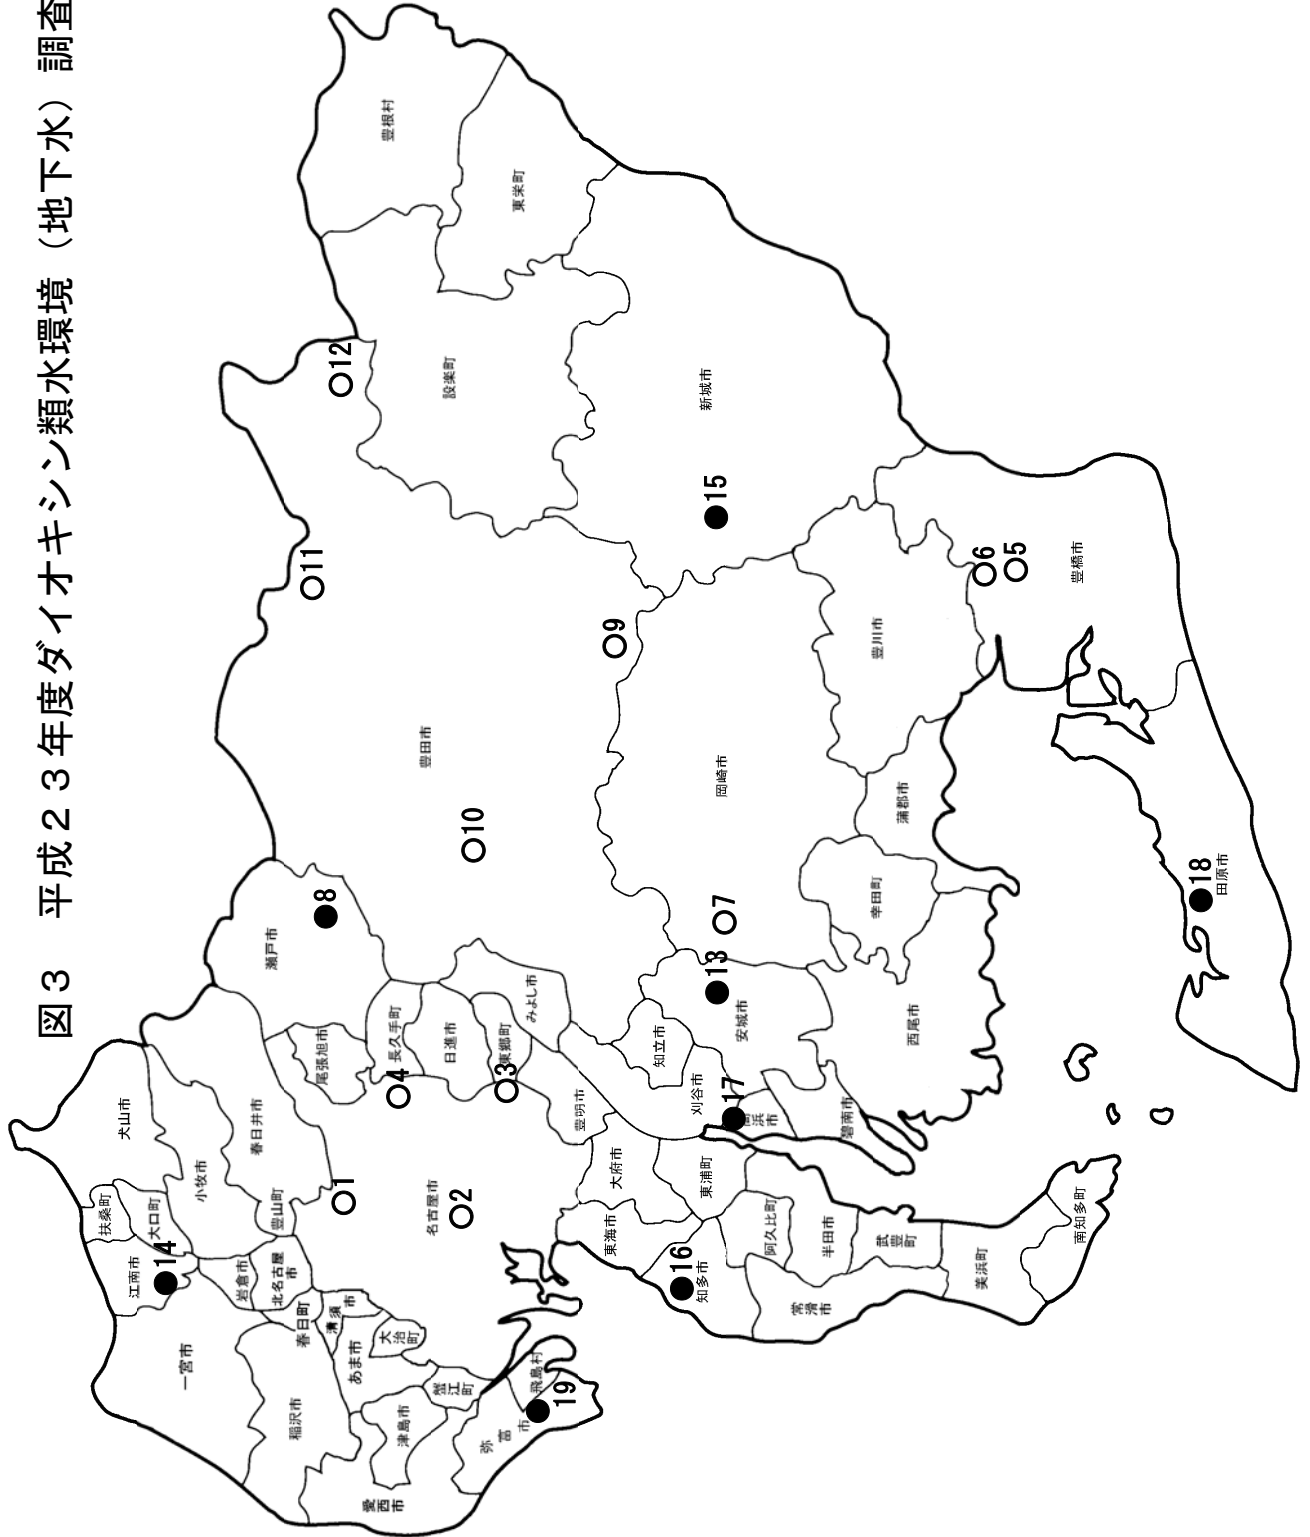 図３　平成２３年度ダイオキシン類水環境（地下水）調査
豊根村
東栄町
設楽町
12
新城市
15
11
9
6
5
豊橋市
豊川市
豊田市
10
岡崎市
蒲郡市
幸田町
7
18
田原市
8
瀬戸市
みよし市
13
安城市
西尾市
尾張旭市
長久手町
日進市
東郷町
知立市
4
3
刈谷市
17
浜市
碧南市
豊明市
犬山市
春日井市
小牧市
豊山町
扶桑町
大口町
1
2
名古屋市
大府市
東浦町
東海市
阿久比町
半田市
武豊町
南知多町
美浜町
14
江南市
岩倉市
北名古屋市
16
知多市
常滑市
春日町
清須市
大治町
あま市
一宮市
稲沢市
蟹江町
飛島村
19
津島市
弥富市
愛西市